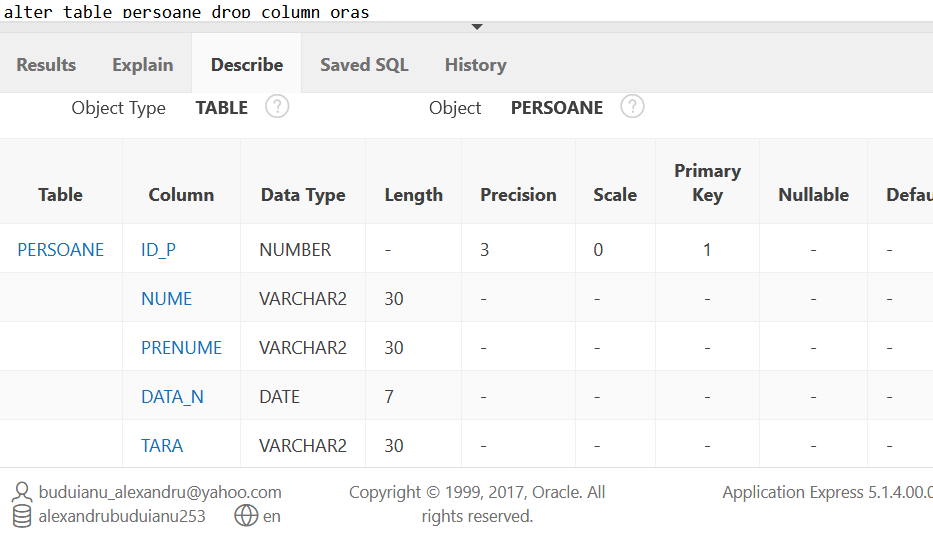 alter table persoane drop column oras
Results Explain Describe Saved SQL History
Object Type TABLE ? Object PERSOANE ?
Table Column Data Type Length Precision Scale Primary Key Nullable Defau
PERSOANE ID_P NUMBER - 3 0 1 - -
NUME VARCHAR2 30 - - - - -
PRENUME VARCHAR2 30 - - - - -
DATA_N DATE 7 - - - - -
TARA VARCHAR2 30 - - - - -
buduianu_alexandru@yahoo.com
alexandrubuduianu253 en
Copyright © 1999, 2017, Oracle. All
rights reserved.
Application Express 5.1.4.00.0